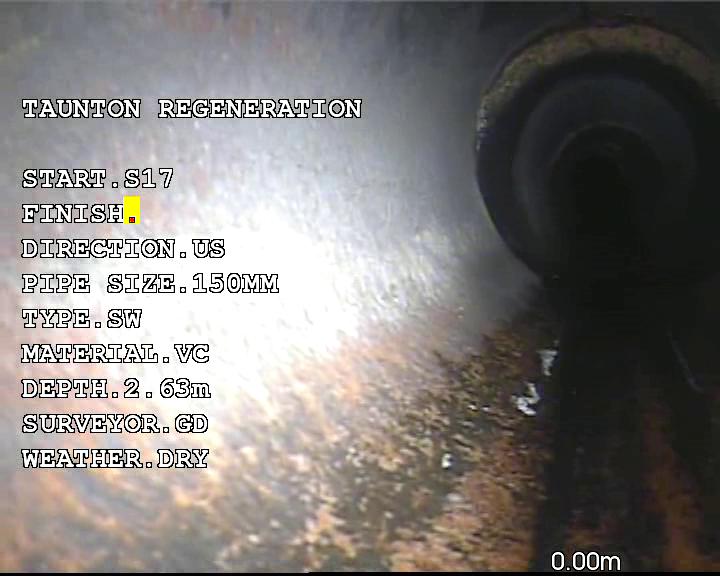 TAUNTON REGENERATION
START.S17
FINISH.
DIRECTION.US
PIPE SIZE.150MM
TYPE.SW
MATERIAL.VC
DEPTH.2.63m
SURVEYOR.GD
WEATHER.DRY
0.00m